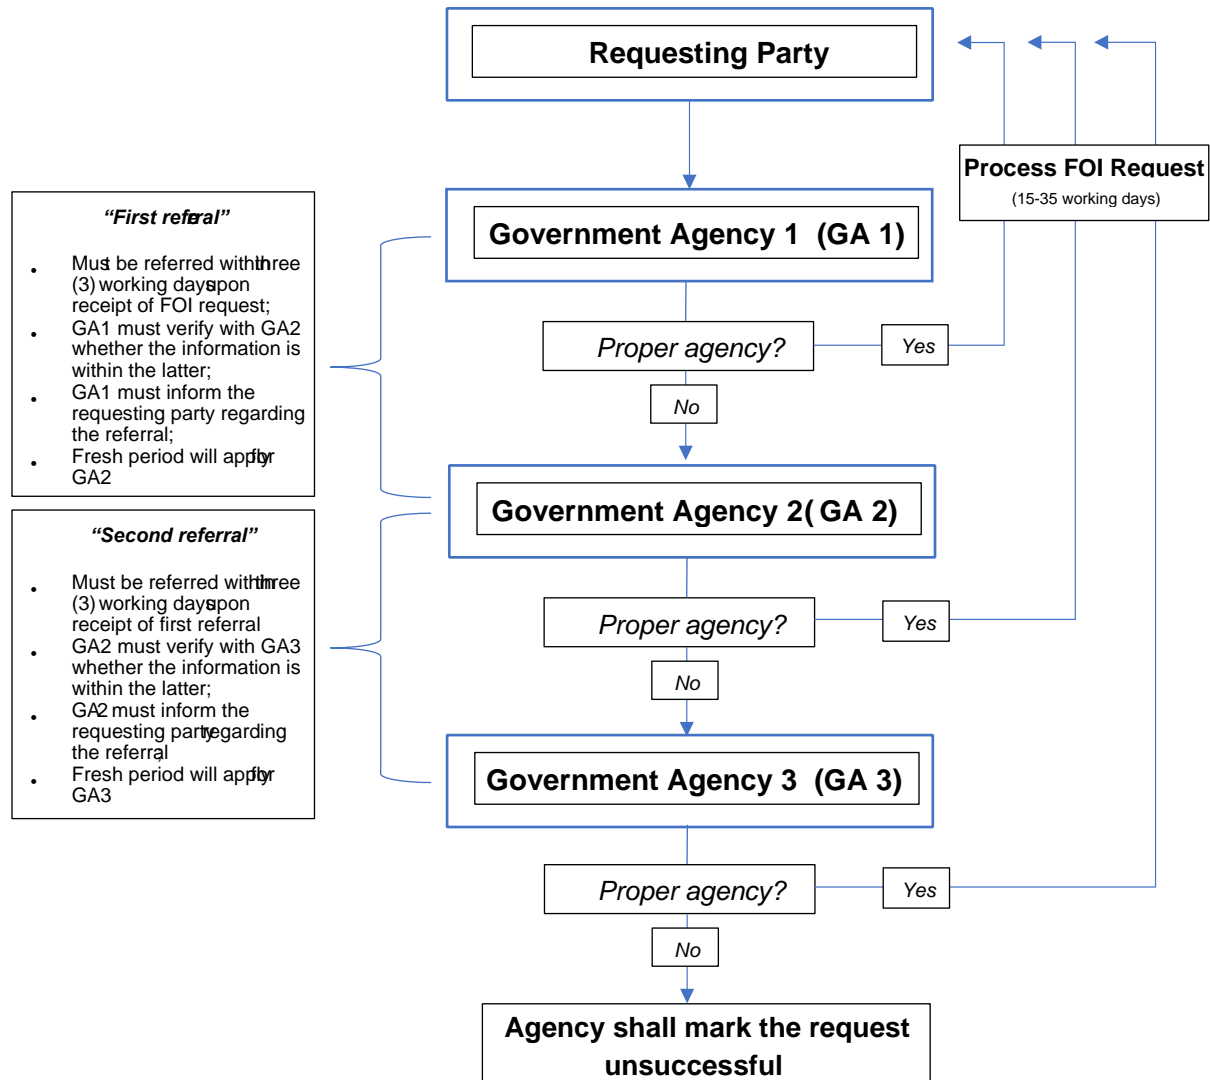 Requesting Party
Process FOI Request
(15-35 working days)
“First referral”
• Must be referred within three
(3) working days upon
receipt of FOI request;
• GA1 must verify with GA2
whether the information is
within the latter;
• GA1 must inform the
requesting party regarding
the referral;
• Fresh period will apply for
GA2
Government Agency 1 (GA 1)
Proper agency?
Yes
No
Government Agency 2( GA 2)
“Second referral”
• Must be referred within three
(3) working days upon
receipt of first referral
• GA2 must verify with GA3
whether the information is
within the latter;
• GA2 must inform the
requesting party regarding
the referral;
• Fresh period will apply for
GA3
Proper agency?
Yes
No
Government Agency 3 (GA 3)
Proper agency?
Yes
No
Agency shall mark the request
unsuccessful